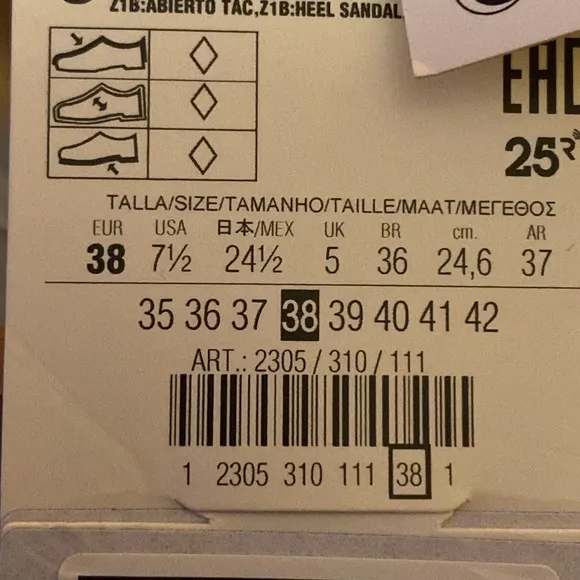 Z1B:ABIERTO TAC,Z1B:HEEL SANDAL
EAC
25
TALLA/SIZE/TAMANHO/TAILLE/MAAT/ΜΕΓΕΘΟΣ
EUR USA 日本/MEX UK BR cm. AR
38 7½ 24½ 5 36 24,6 37
35 36 37 38 39 40 41 42
ART.: 2305 / 310 / 111
1 2305 310 111 38 1